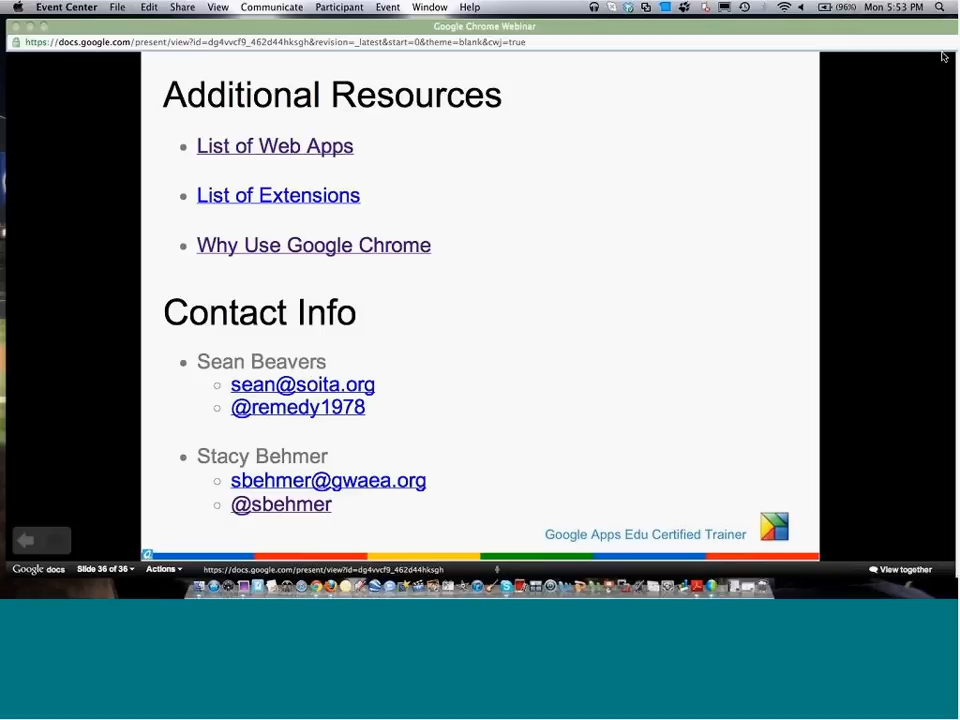 Event Center File Edit Share View Communicate Participant Event Window Help (96%) Mon 5:53 PM
Google Chrome Webinar
https://docs.google.com/present/view?id=dg4vvcf9_462d44hksgh&revision=_latest&start=0&theme=blank&cwj=true
Additional Resources
List of Web Apps
List of Extensions
Why Use Google Chrome
Contact Info
Sean Beavers
sean@soita.org
@remedy1978
Stacy Behmer
sbehmer@gwaea.org
@sbehmer
Google Apps Edu Certified Trainer
Google docs Slide 36 of 36 Actions https://docs.google.com/present/view?id=dg4vvcf9_462d44hksgh View together